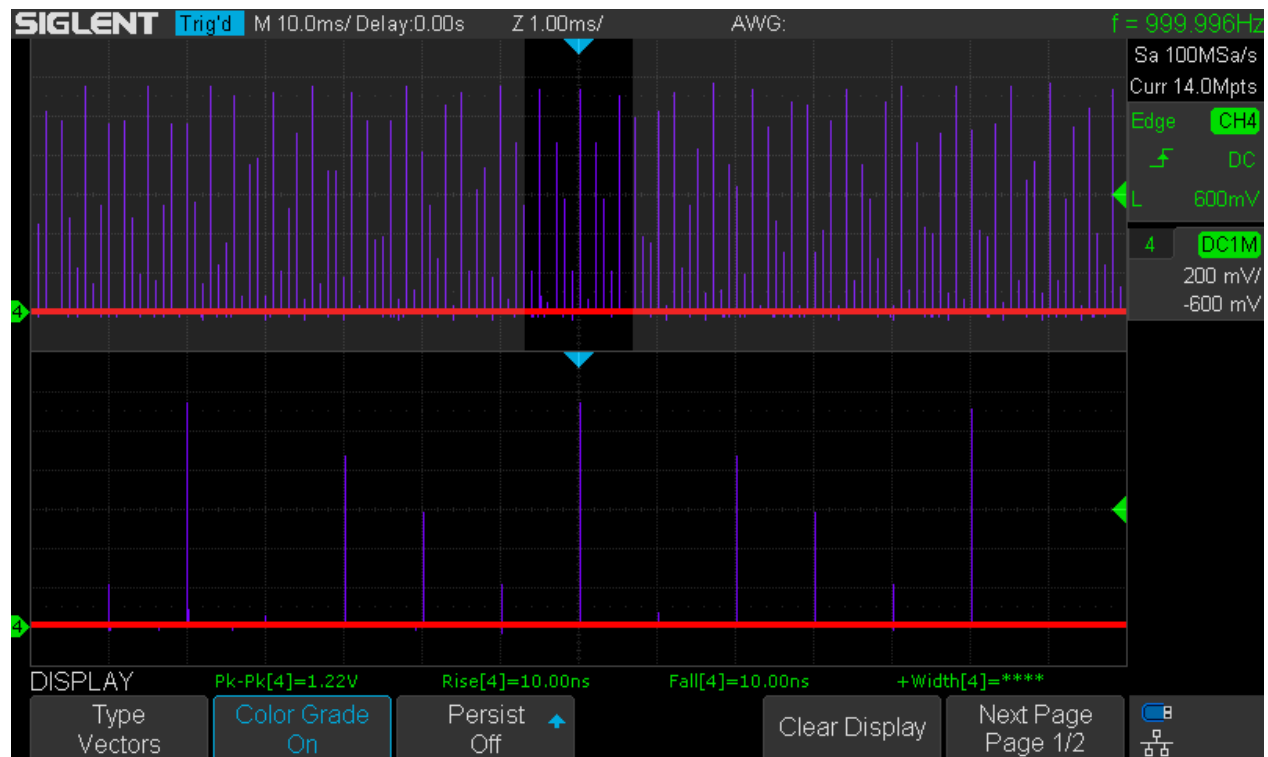 SIGLENT Trig'd M 10.0ms/ Delay:0.00s Z 1.00ms/ AWG: f = 999.996Hz
Sa 100MSa/s
Curr 14.0Mpts
Edge CH4
DC
L 600mV
4 DC1M
200 mV/
-600 mV
4
4
DISPLAY Pk-Pk[4]=1.22V Rise[4]=10.00ns Fall[4]=10.00ns +Width[4]=****
Type Color Grade Persist Clear Display Next Page
Vectors On Off Page 1/2